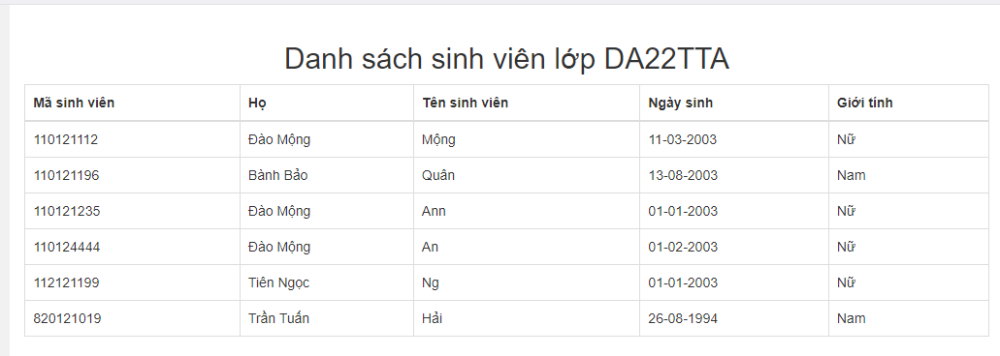 Danh sách sinh viên lớp DA22TTA
Mã sinh viên Họ Tên sinh viên Ngày sinh Giới tính
110121112 Đào Mộng Mộng 11-03-2003 Nữ
110121196 Bành Bảo Quân 13-08-2003 Nam
110121235 Đào Mộng Ann 01-01-2003 Nữ
110124444 Đào Mộng An 01-02-2003 Nữ
112121199 Tiên Ngọc Ng 01-01-2003 Nữ
820121019 Trần Tuấn Hải 26-08-1994 Nam